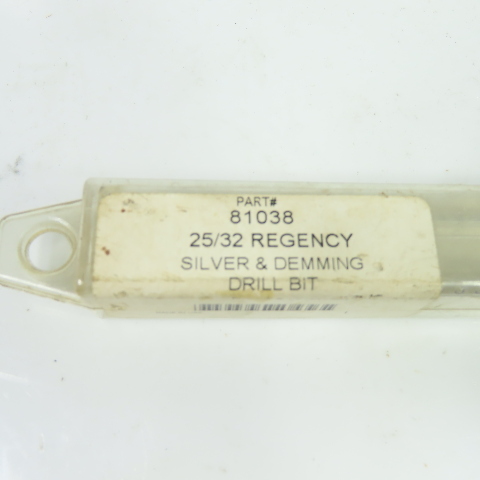 PART#
81038
25/32 REGENCY
SILVER & DEMMING
DRILL BIT